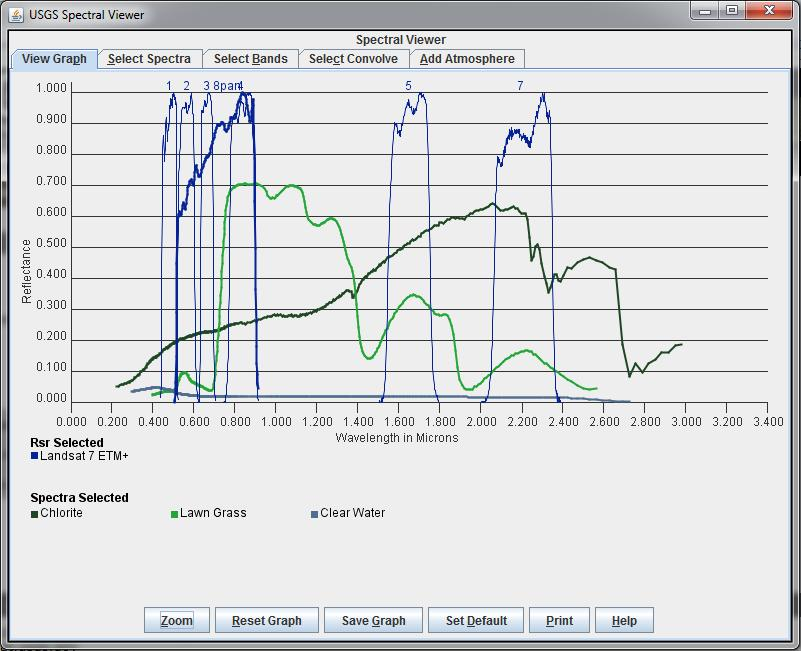 USGS Spectral Viewer
Spectral Viewer
View Graph Select Spectra Select Bands Select Convolve Add Atmosphere
1 2 3 8pan 4 5 7
1.000
0.900
0.800
0.700
0.600
0.500
0.400
0.300
0.200
0.100
0.000
Reflectance
0.000 0.200 0.400 0.600 0.800 1.000 1.200 1.400 1.600 1.800 2.000 2.200 2.400 2.600 2.800 3.000 3.200 3.400
Wavelength in Microns
Rsr Selected
Landsat 7 ETM+
Spectra Selected
Chlorite Lawn Grass Clear Water
Zoom Reset Graph Save Graph Set Default Print Help